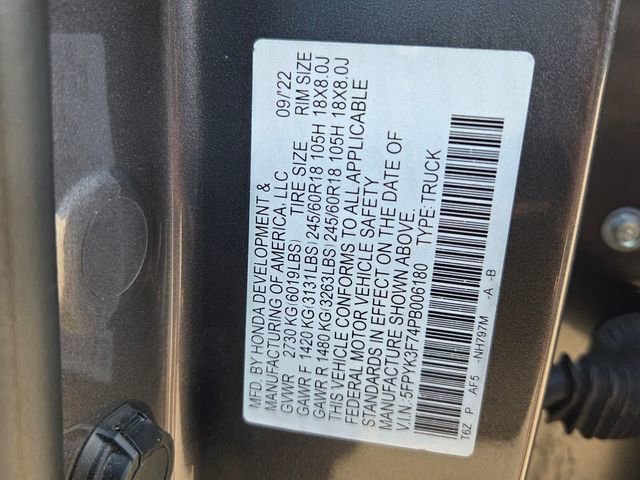 MFD. BY HONDA DEVELOPMENT &
MANUFACTURING OF AMERICA, LLC 09/'22
GVWR 2730 KG(6019LBS) TIRE SIZE RIM SIZE
GAWR F 1420 KG(3131LBS) 245/60R18 105H 18X8.0J
GAWR R 1480 KG(3263LBS) 245/60R18 105H 18X8.0J
THIS VEHICLE CONFORMS TO ALL APPLICABLE
FEDERAL MOTOR VEHICLE SAFETY
STANDARDS IN EFFECT ON THE DATE OF
MANUFACTURE SHOWN ABOVE.
V.I.N.:5FPYK3F74PB006180 TYPE:TRUCK
T6Z P AF5 -NH797M -A -B